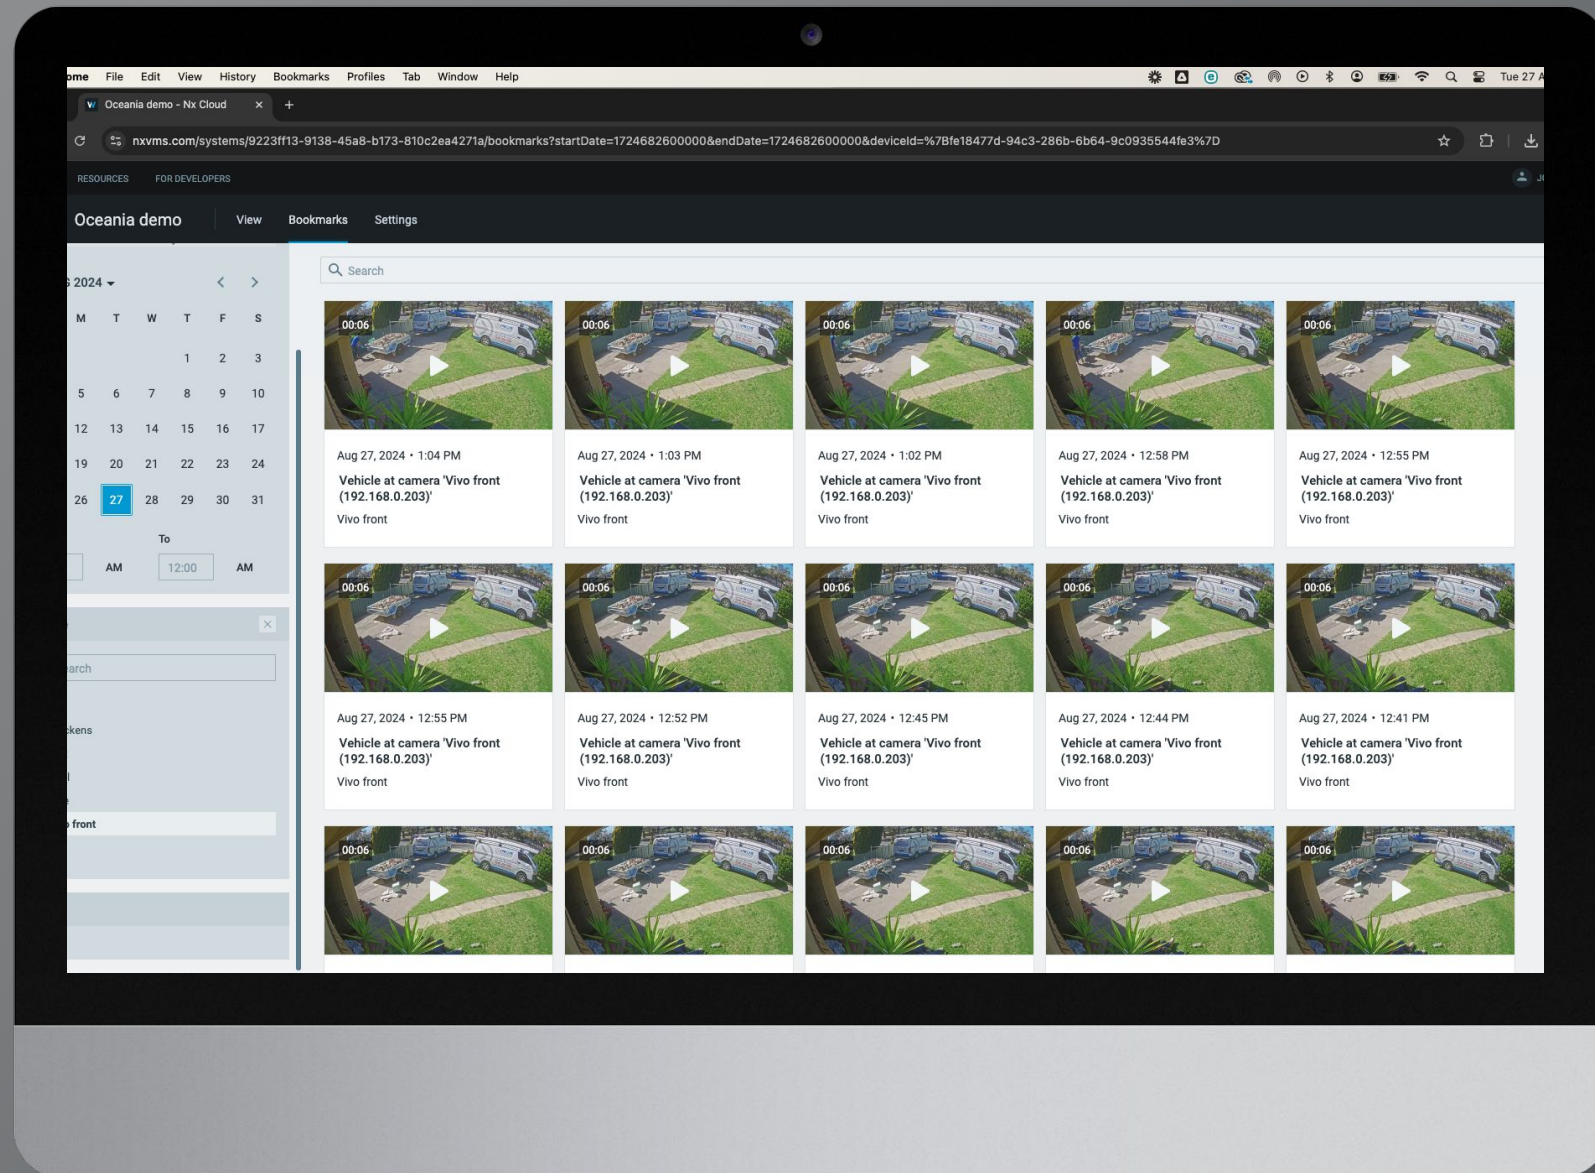 ome File Edit View History Bookmarks Profiles Tab Window Help Tue 27 A
Oceania demo - Nx Cloud
nxvms.com/systems/9223ff13-9138-45a8-b173-810c2ea4271a/bookmarks?startDate=1724682600000&endDate=1724682600000&deviceId=%7Bfe18477d-94c3-286b-6b64-9c0935544fe3%7D
RESOURCES FOR DEVELOPERS
Oceania demo View Bookmarks Settings
2024
M T W T F S
1 2 3
5 6 7 8 9 10
12 13 14 15 16 17
19 20 21 22 23 24
26 27 28 29 30 31
To
AM 12:00 AM
earch
ckens
front
Search
00:06 00:06 00:06 00:06 00:06
Aug 27, 2024 • 1:04 PM Aug 27, 2024 • 1:03 PM Aug 27, 2024 • 1:02 PM Aug 27, 2024 • 12:58 PM Aug 27, 2024 • 12:55 PM
Vehicle at camera 'Vivo front Vehicle at camera 'Vivo front Vehicle at camera 'Vivo front Vehicle at camera 'Vivo front Vehicle at camera 'Vivo front
(192.168.0.203)' (192.168.0.203)' (192.168.0.203)' (192.168.0.203)' (192.168.0.203)'
Vivo front Vivo front Vivo front Vivo front Vivo front
00:06 00:06 00:06 00:06 00:06
Aug 27, 2024 • 12:55 PM Aug 27, 2024 • 12:52 PM Aug 27, 2024 • 12:45 PM Aug 27, 2024 • 12:44 PM Aug 27, 2024 • 12:41 PM
Vehicle at camera 'Vivo front Vehicle at camera 'Vivo front Vehicle at camera 'Vivo front Vehicle at camera 'Vivo front Vehicle at camera 'Vivo front
(192.168.0.203)' (192.168.0.203)' (192.168.0.203)' (192.168.0.203)' (192.168.0.203)'
Vivo front Vivo front Vivo front Vivo front Vivo front
00:06 00:06 00:06 00:06 00:06